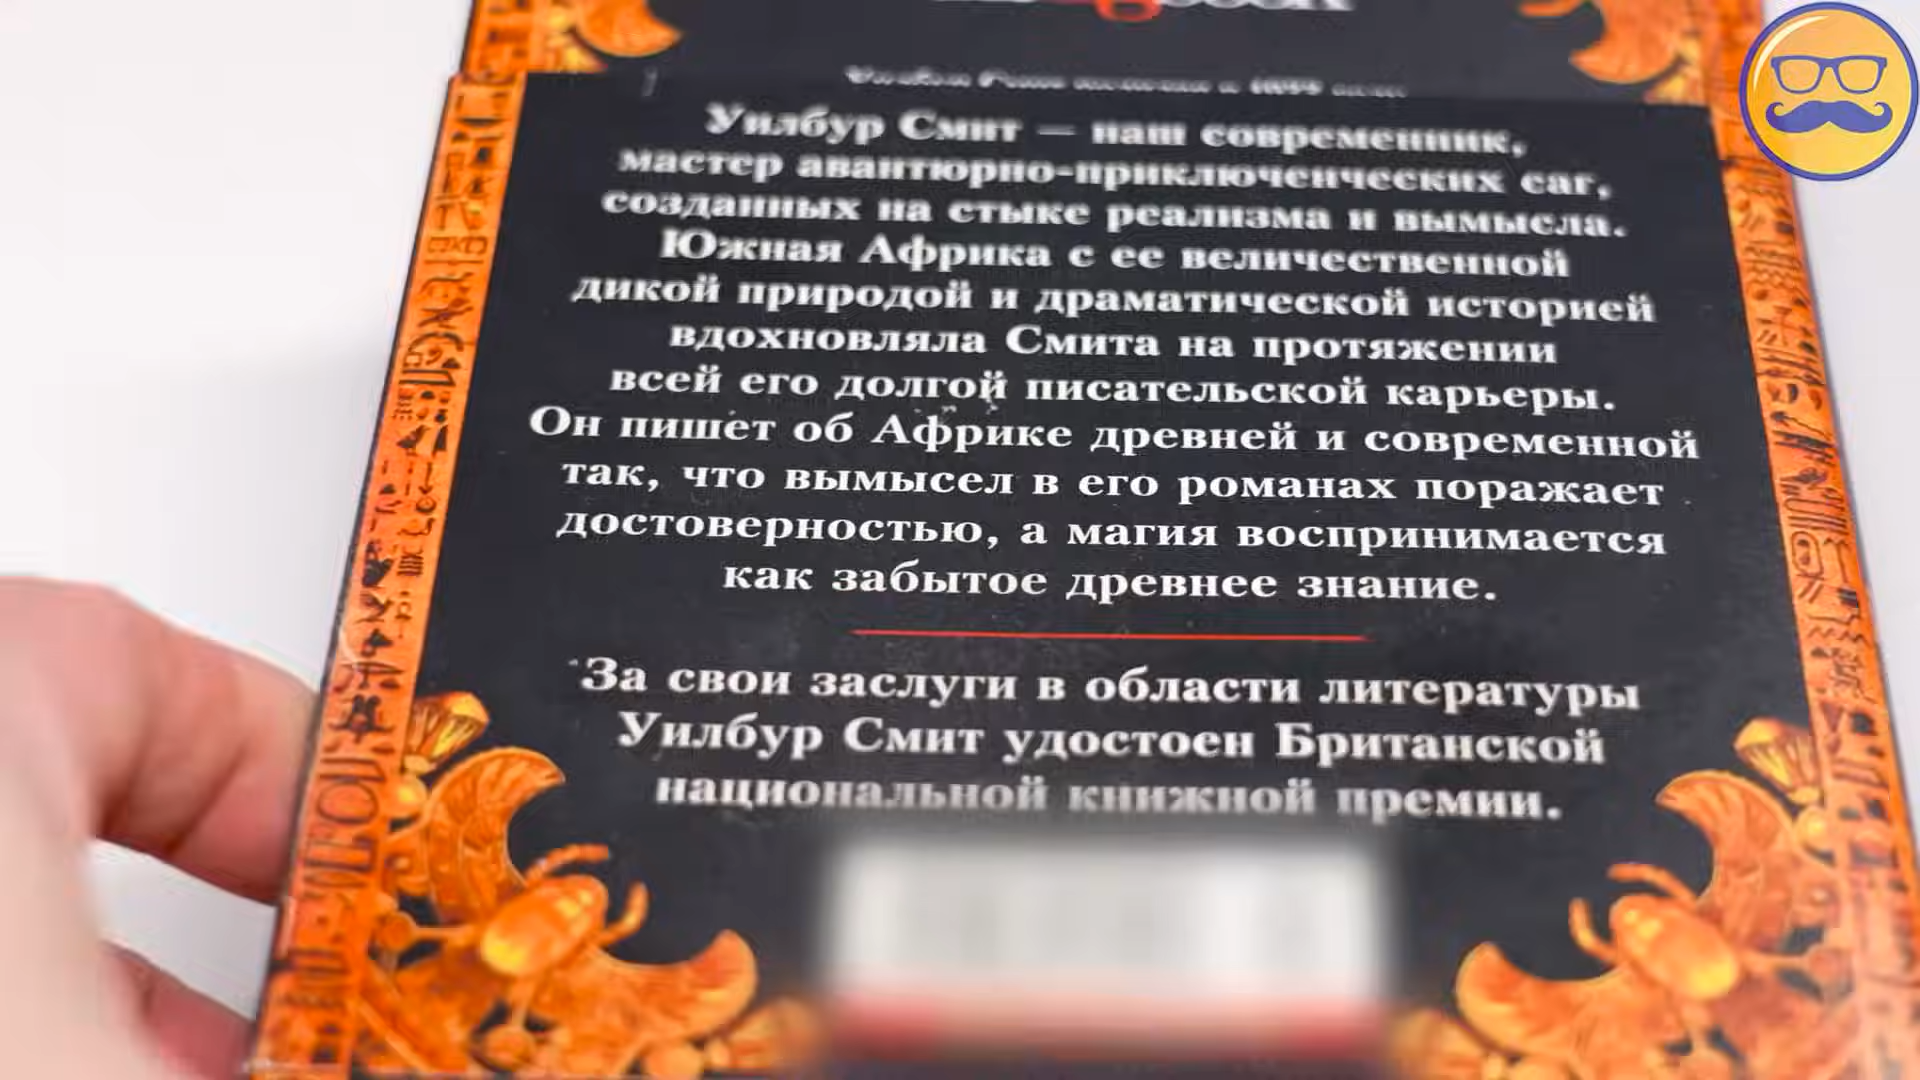 Уилбур Смит — наш современник,
мастер авантюрно-приключенческих саг,
созданных на стыке реализма и вымысла.
Южная Африка с ее величественной
дикой природой и драматической историей
вдохновляла Смита на протяжении
всей его долгой писательской карьеры.
Он пишет об Африке древней и современной
так, что вымысел в его романах поражает
достоверностью, а магия воспринимается
как забытое древнее знание.
За свои заслуги в области литературы
Уилбур Смит удостоен Британской
национальной книжной премии.